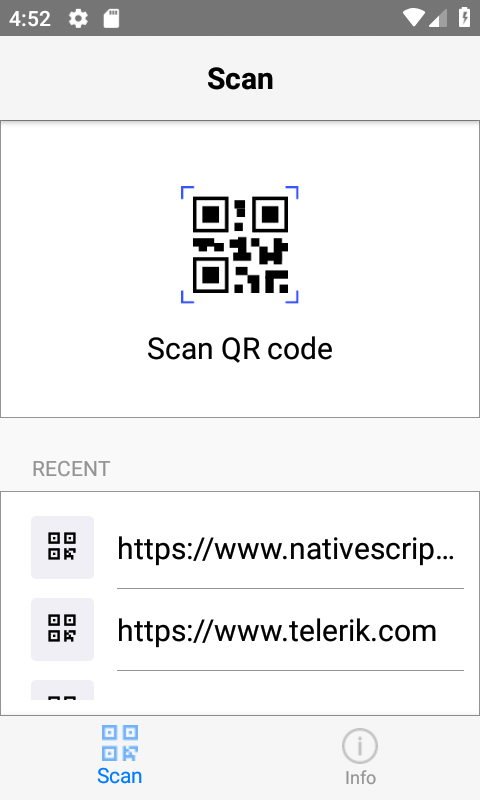 4:52
Scan
Scan QR code
RECENT
https://www.nativescrip...
https://www.telerik.com
Scan
Info